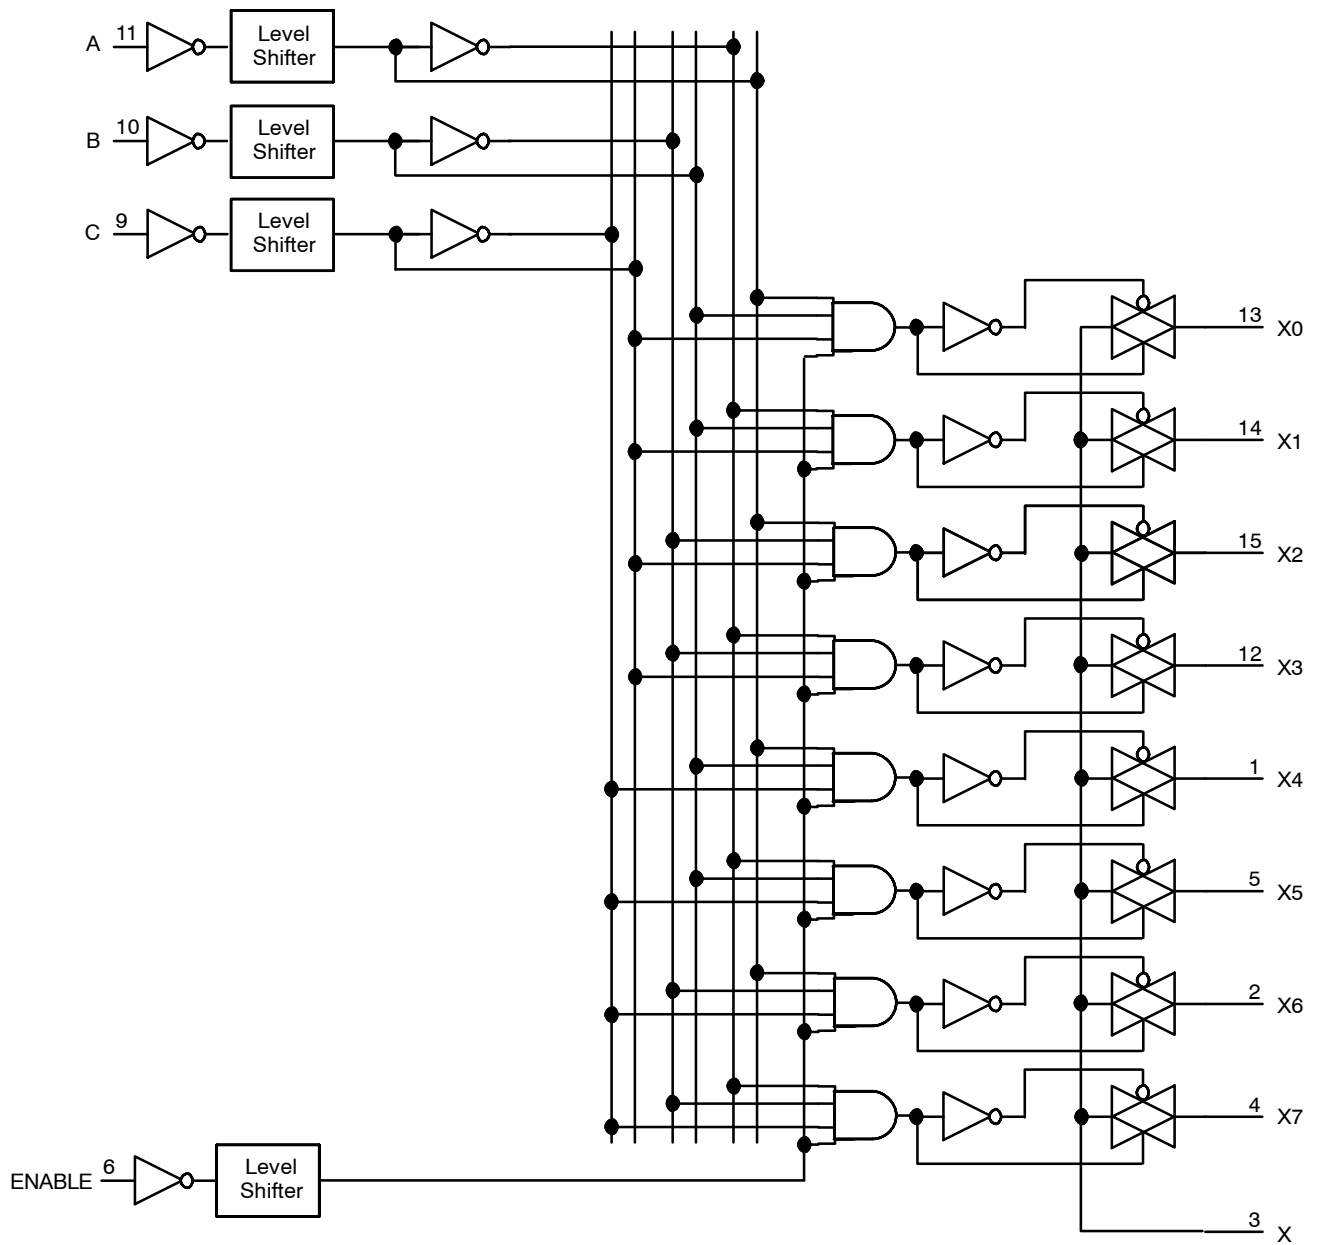 A 11 Level
Shifter
B 10 Level
Shifter
C 9 Level
Shifter
13 X0
14 X1
15 X2
12 X3
1 X4
5 X5
2 X6
4 X7
ENABLE 6 Level
Shifter
3 X